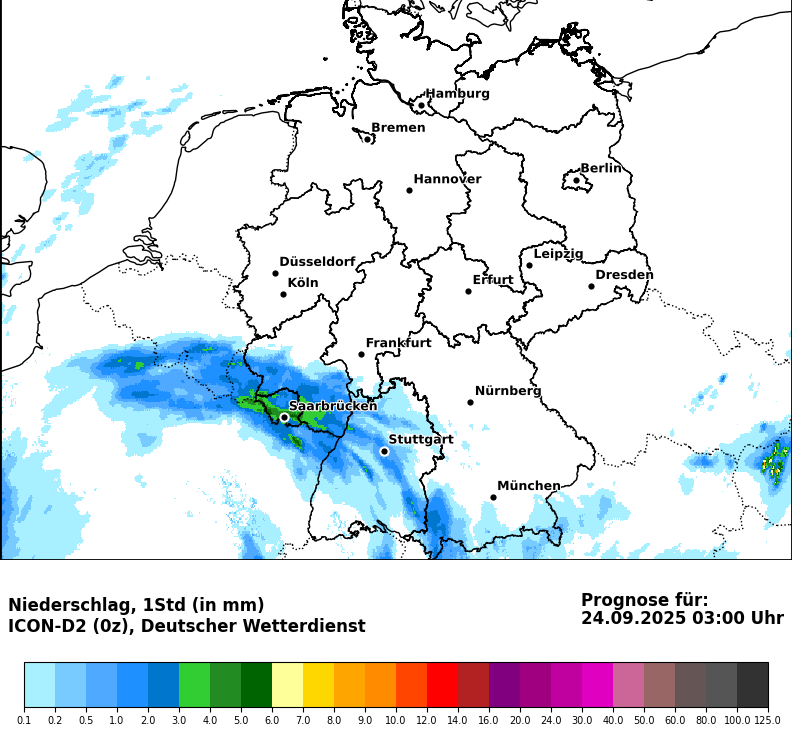 Hamburg
Bremen
Berlin
Hannover
Leipzig
Düsseldorf
Dresden
Köln
Erfurt
Frankfurt
Nürnberg
Saarbrücken
Stuttgart
München
Niederschlag, 1Std (in mm)
ICON-D2 (0z), Deutscher Wetterdienst
Prognose für:
24.09.2025 03:00 Uhr
0.1 0.2 0.5 1.0 2.0 3.0 4.0 5.0 6.0 7.0 8.0 9.0 10.0 12.0 14.0 16.0 20.0 24.0 30.0 40.0 50.0 60.0 80.0 100.0 125.0